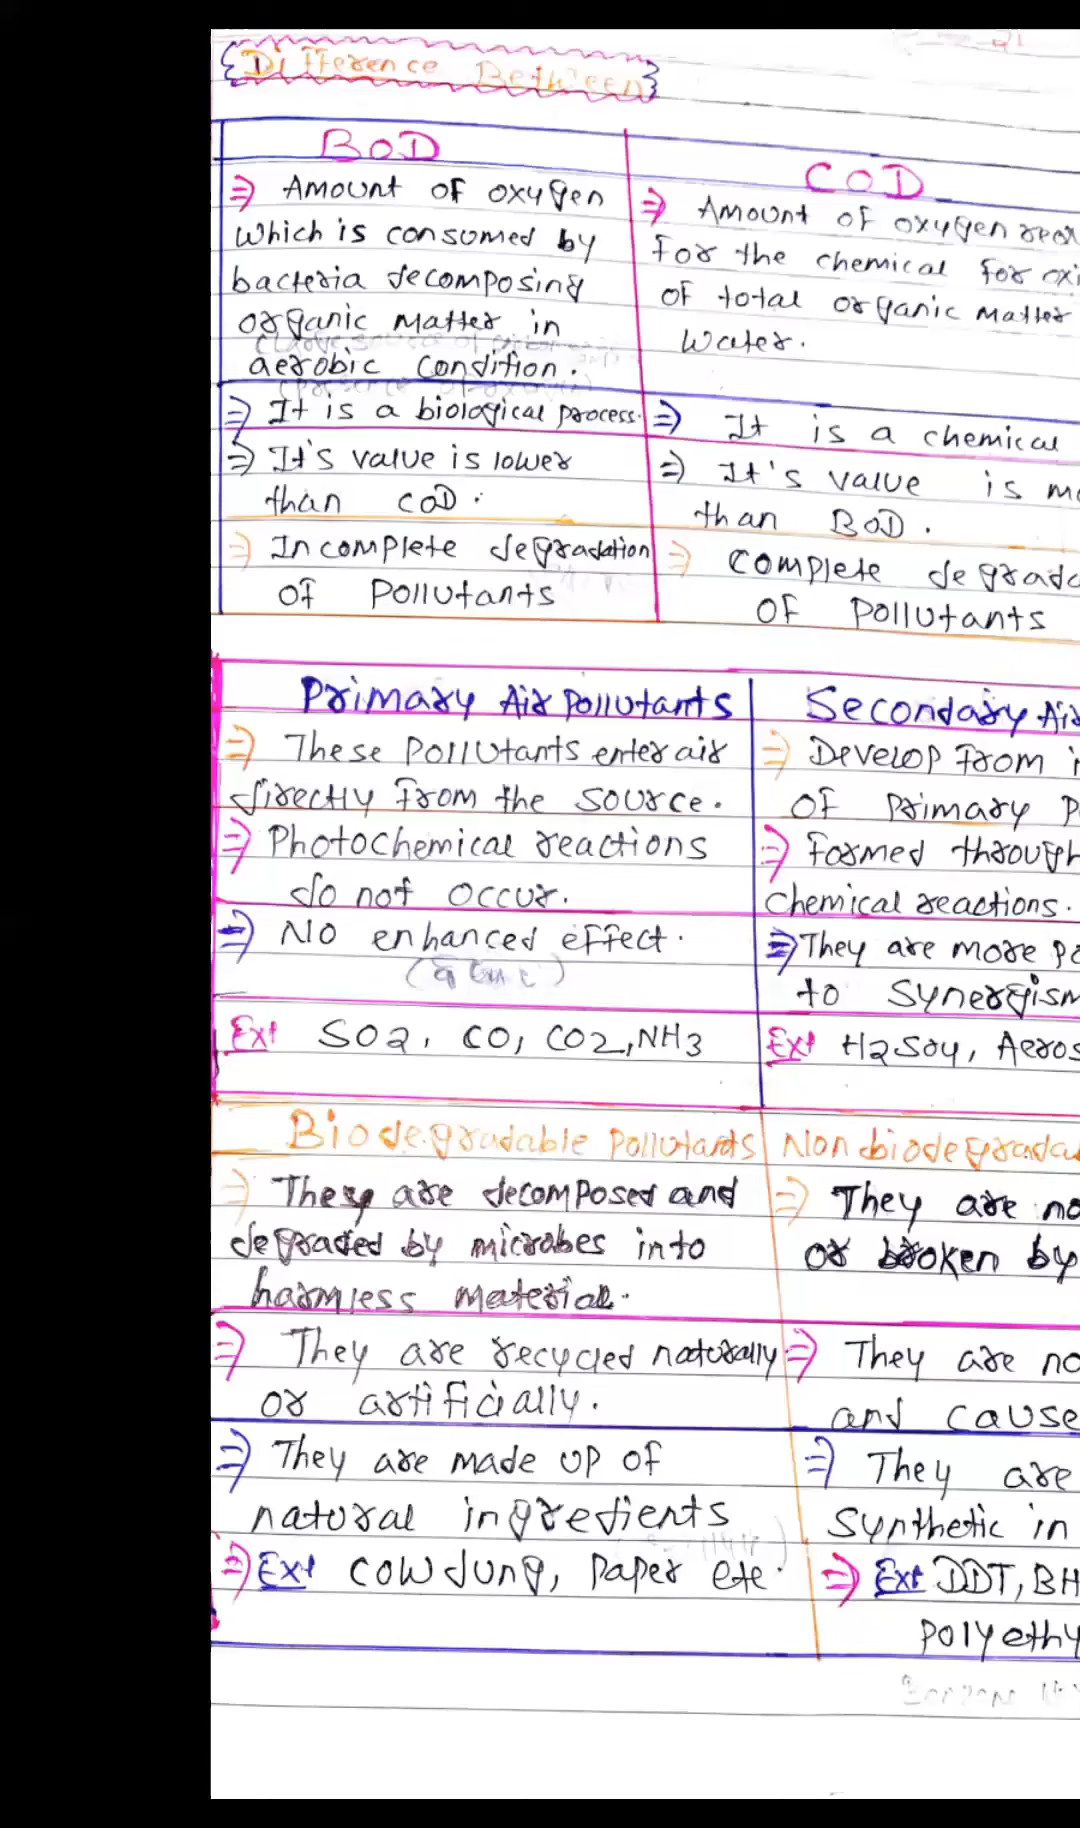 Difference Between
BOD
COD
⇒ Amount of oxygen
which is consumed by
bacteria decomposing
organic matter in
aerobic condition.
⇒ Amount of oxygen
for the chemical for
of total organic matter
water.
⇒ It is a biological process.
⇒ It is a chemical
⇒ It's value is lower
than COD.
⇒ It's value is
than BOD.
⇒ Incomplete degradation
of pollutants
⇒ Complete
of pollutants
Primary Air Pollutants
Secondary Air
⇒ These pollutants enter air
directly from the source.
⇒ Develop from
of primary
⇒ Photochemical reactions
do not occur.
⇒ formed through
chemical reactions.
⇒ No enhanced effect.
⇒ They are more
to synergism
Ext SO2, CO, CO2, NH3
Ext H2SO4,
Biodegradable Pollutants
Non biodegrada
⇒ They are decomposed and
degraded by microbes into
harmless material.
⇒ They are
or broken by
⇒ They are recycled naturally
or artificially.
⇒ They are
and cause
⇒ They are made up of
natural ingredients
⇒ They are
synthetic in
⇒ Ext cow dung, paper etc.
⇒ Ext DDT,